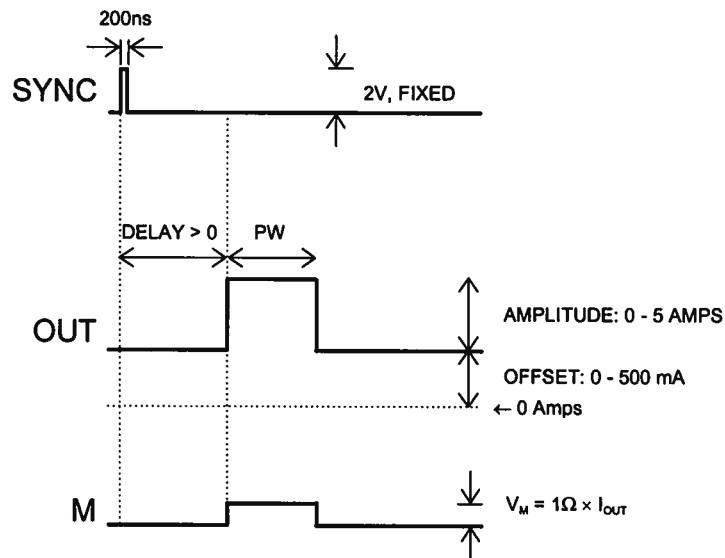 200ns
SYNC
2V, FIXED
DELAY > 0
PW
OUT
AMPLITUDE: 0 - 5 AMPS
OFFSET: 0 - 500 mA
← 0 Amps
M
V_M = 1Ω × I_OUT